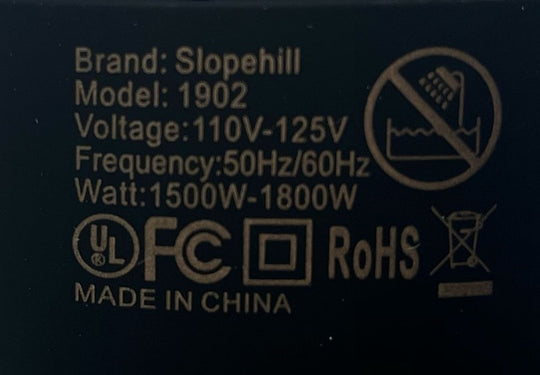 Brand: Slopehill
Model: 1902
Voltage:110V-125V
Frequency:50Hz/60Hz
Watt:1500W-1800W
UL® FC RoHS
MADE IN CHINA